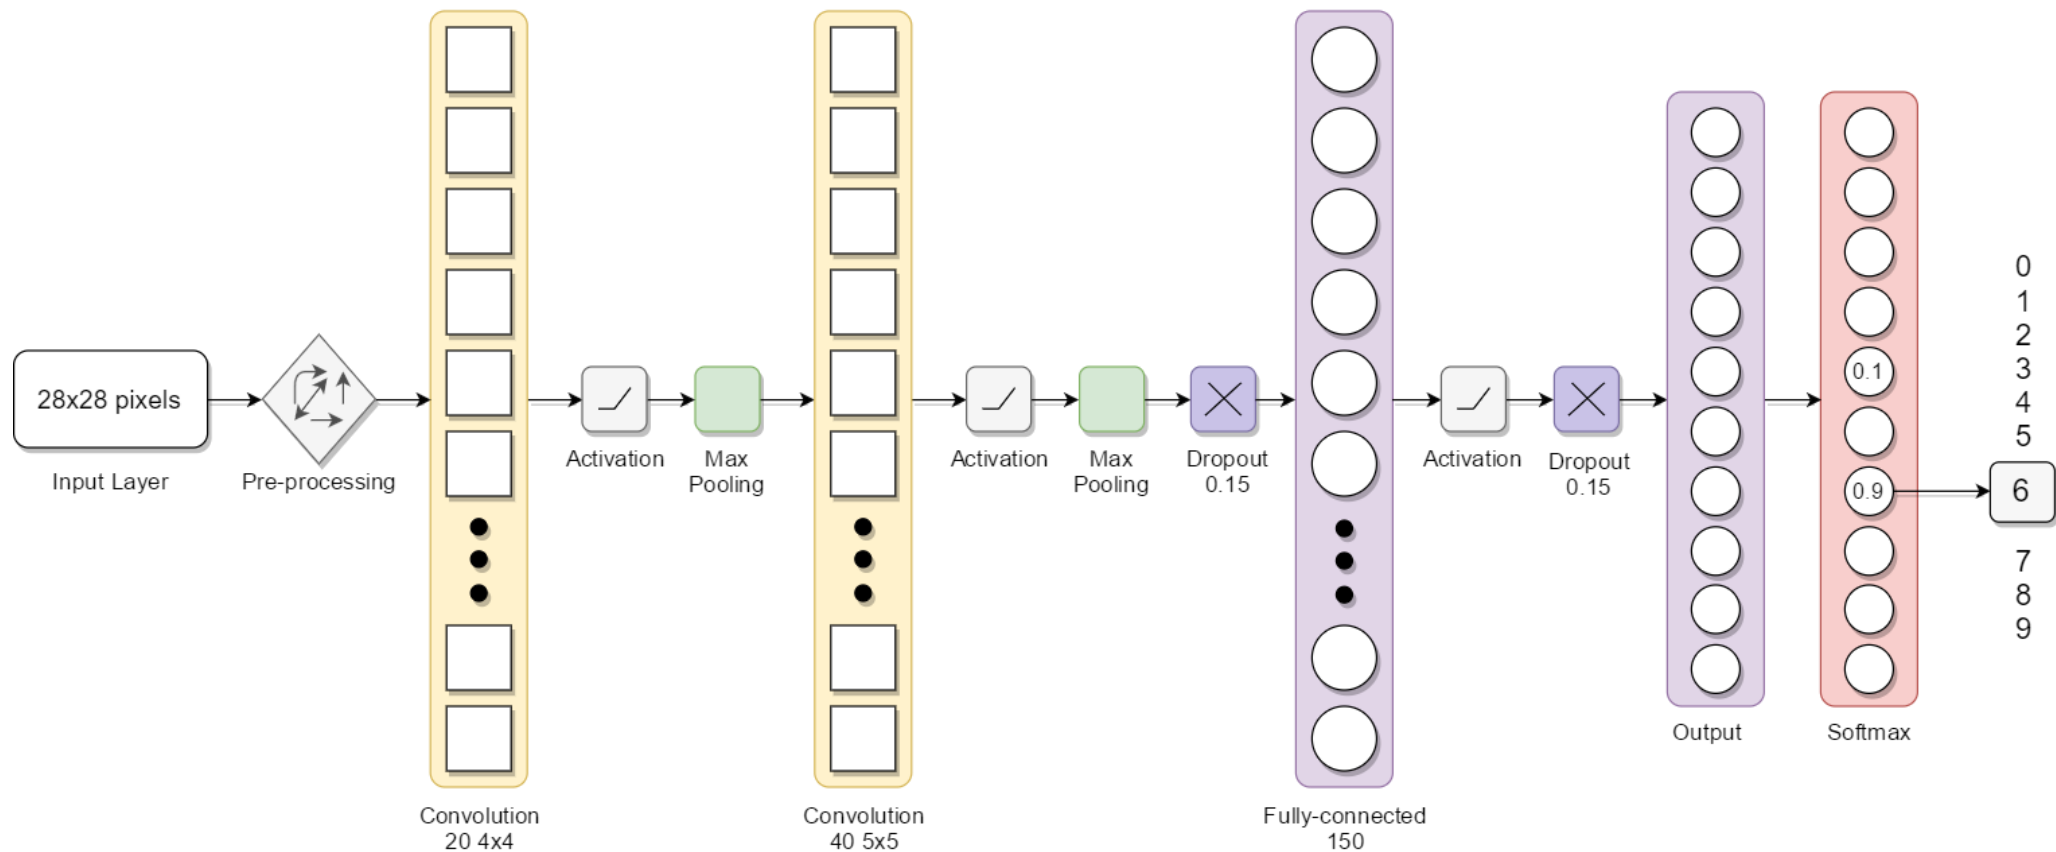 28x28 pixels
Input Layer
Pre-processing
Convolution
20 4x4
Activation
Max
Pooling
Convolution
40 5x5
Activation
Max
Pooling
Dropout
0.15
Fully-connected
150
Activation
Dropout
0.15
Output
0.1
0.9
Softmax
0
1
2
3
4
5
6
7
8
9